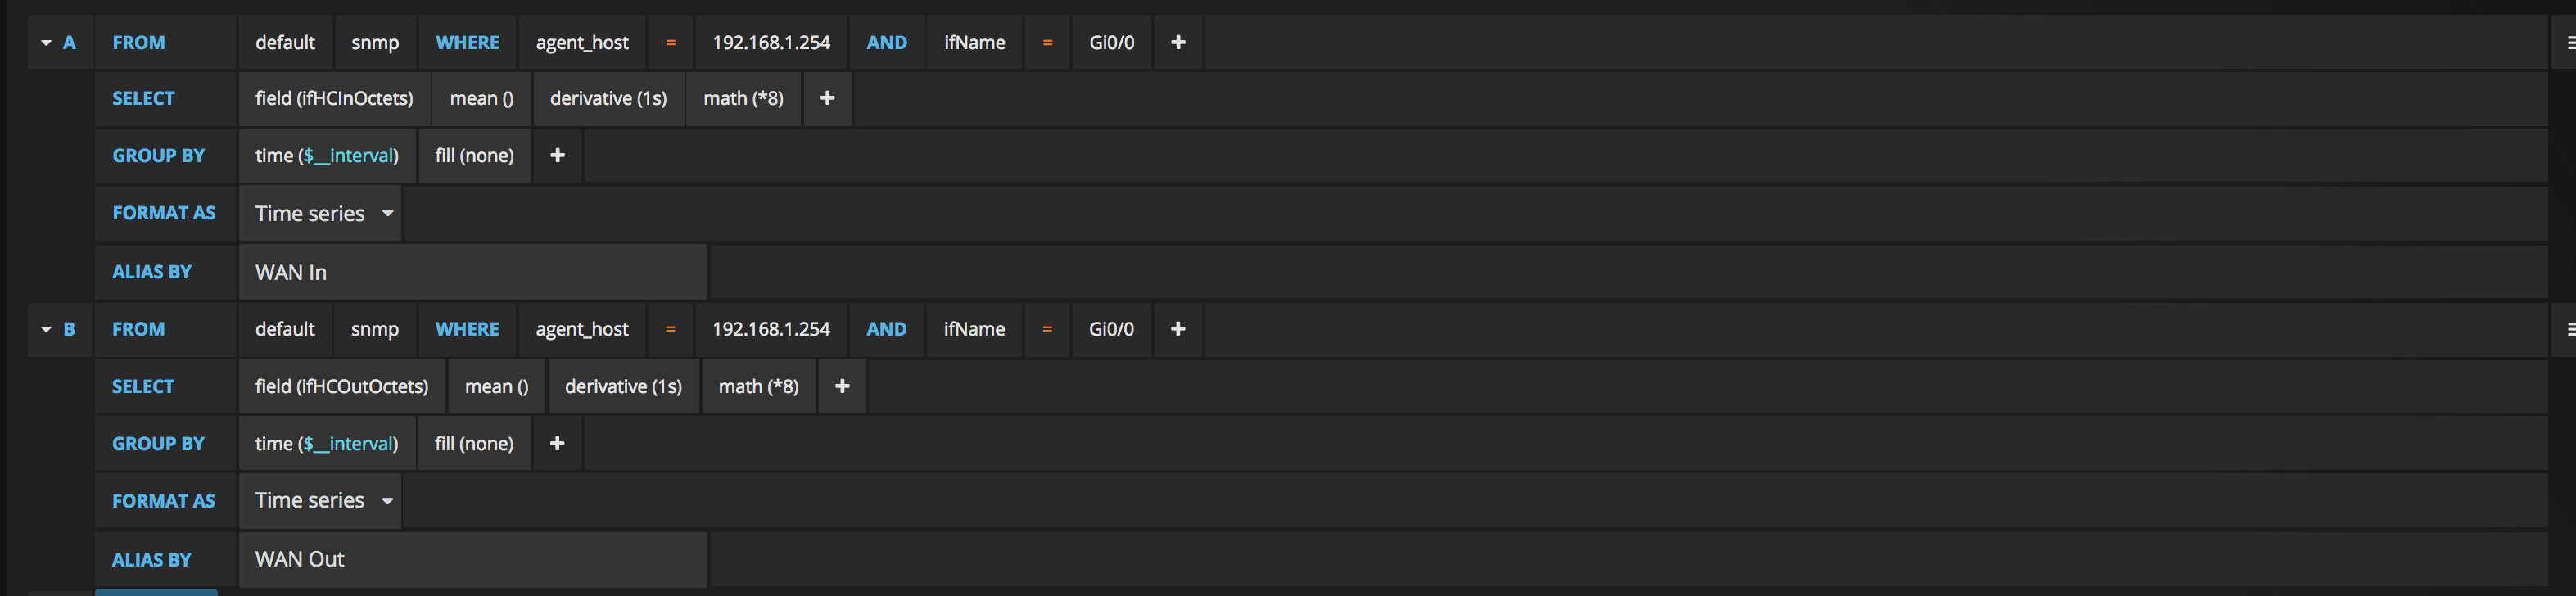 A FROM default snmp WHERE agent_host = 192.168.1.254 AND ifName = Gi0/0 +
SELECT field (ifHCInOctets) mean () derivative (1s) math (*8) +
GROUP BY time ($__interval) fill (none) +
FORMAT AS Time series
ALIAS BY WAN In
B FROM default snmp WHERE agent_host = 192.168.1.254 AND ifName = Gi0/0 +
SELECT field (ifHCOutOctets) mean () derivative (1s) math (*8) +
GROUP BY time ($__interval) fill (none) +
FORMAT AS Time series
ALIAS BY WAN Out